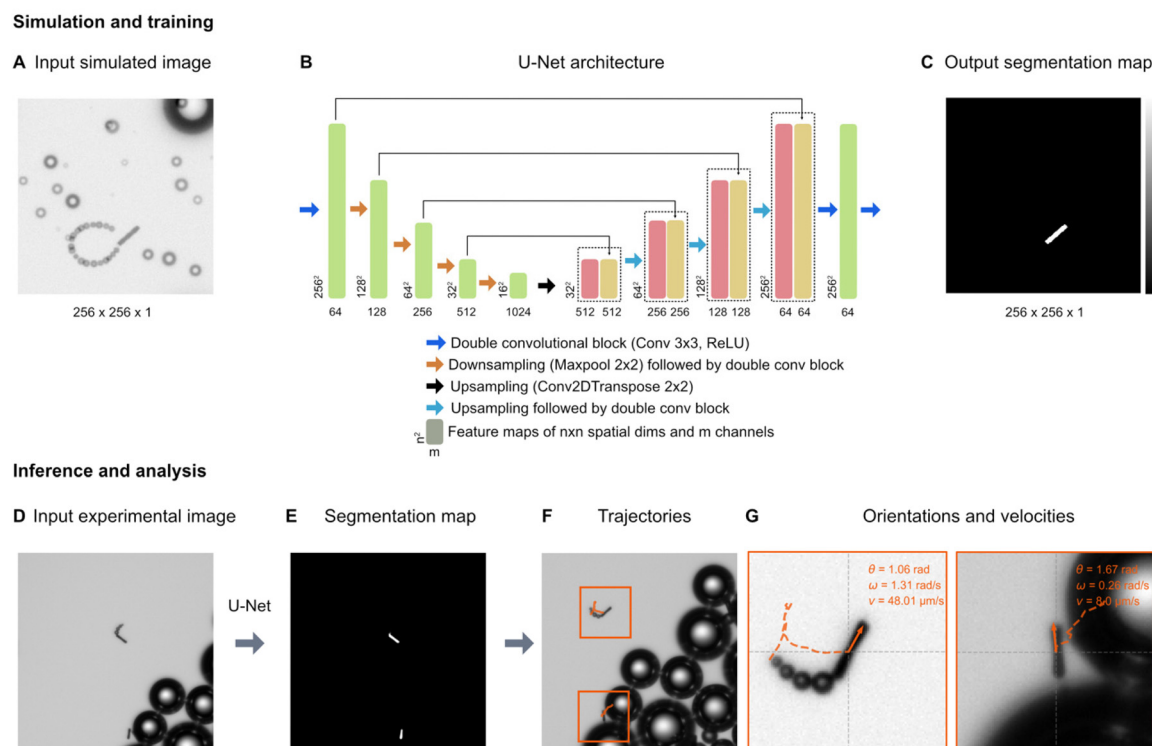 Simulation and training
A Input simulated image
B U-Net architecture
C Output segmentation map
256 x 256 x 1
256²
64
128²
128
64²
256
32²
512
16²
1024
32²
512 512
64²
256 256
128²
128 128
256²
64 64
256²
64
256 x 256 x 1
Double convolutional block (Conv 3x3, ReLU)
Downsampling (Maxpool 2x2) followed by double conv block
Upsampling (Conv2DTranspose 2x2)
Upsampling followed by double conv block
n²
m
Feature maps of nxn spatial dims and m channels
Inference and analysis
D Input experimental image
U-Net
E Segmentation map
F Trajectories
G Orientations and velocities
θ = 1.06 rad
ω = 1.31 rad/s
v = 48.01 μm/s
θ = 1.67 rad
ω = 0.26 rad/s
v = 8.0 μm/s